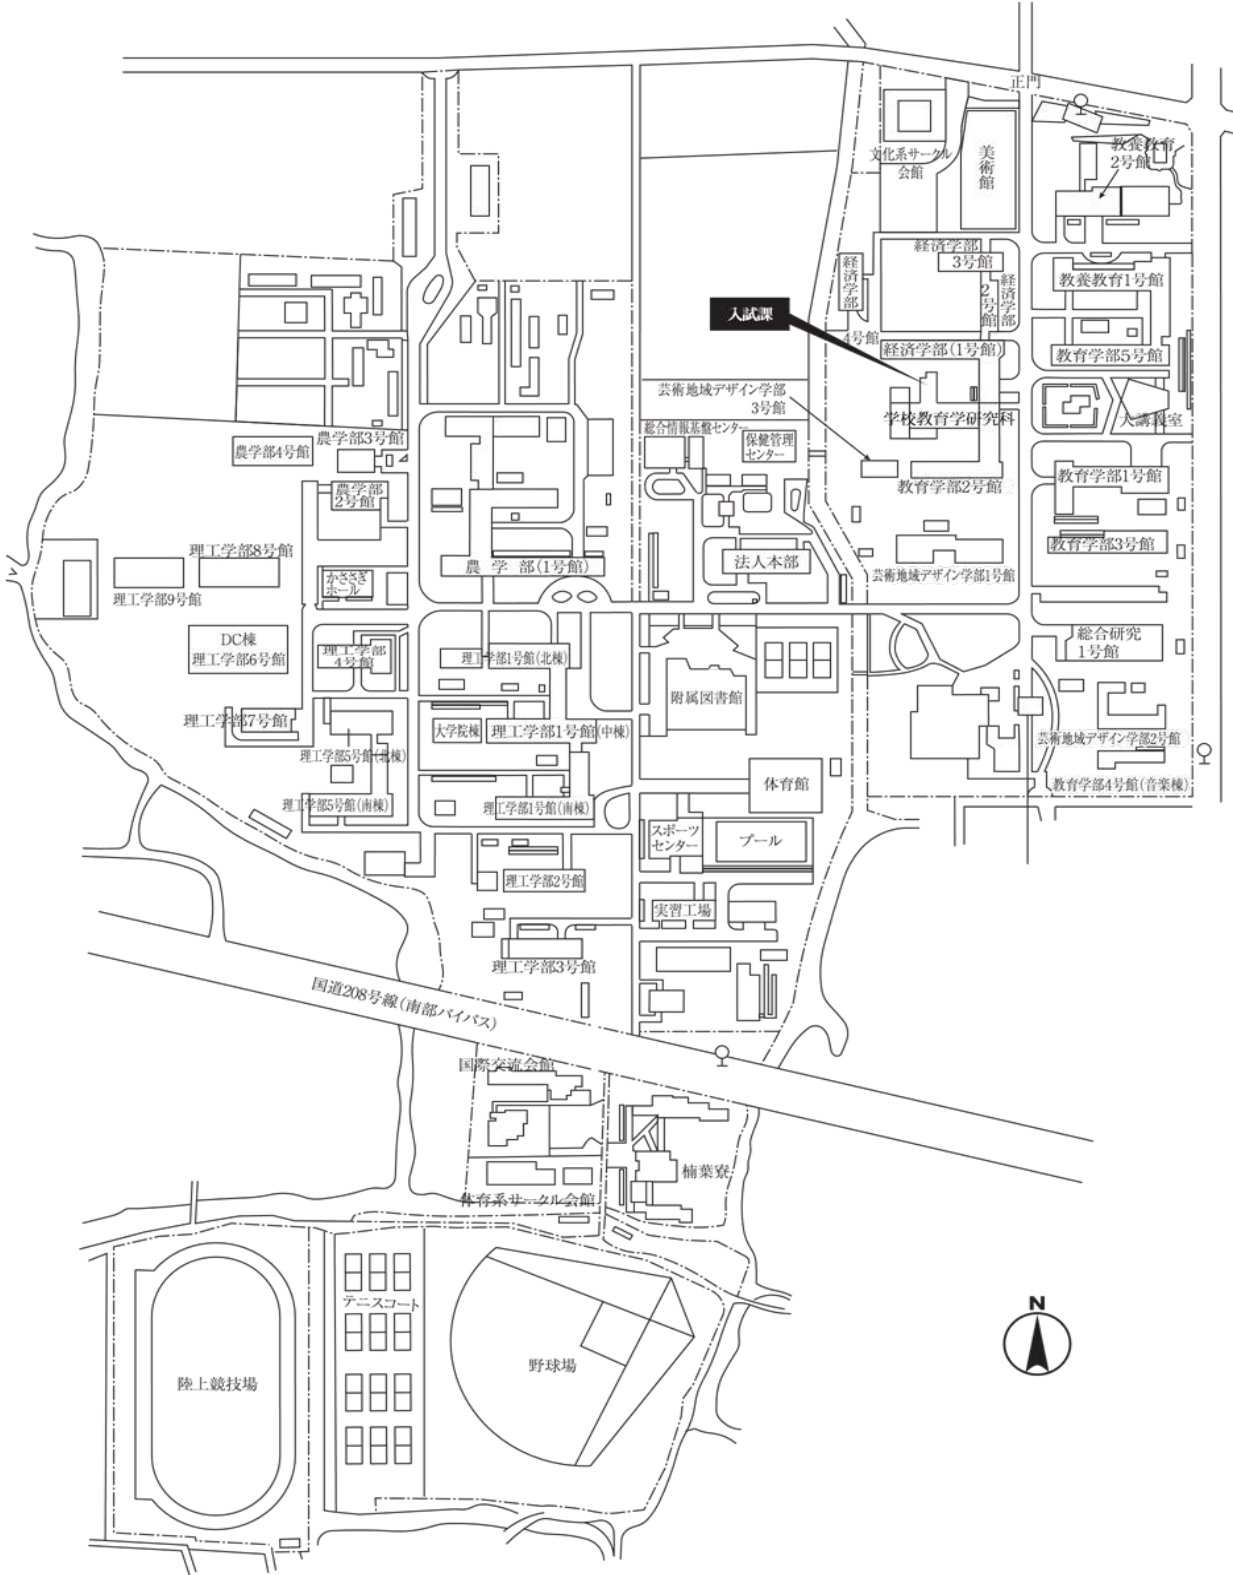 正門
教養教育
2号館
文化系サークル
会館
美術館
経済学部
3号館
経済学部
4号館
経済学部
2号館
教養教育1号館
入試課
経済学部(1号館)
教育学部5号館
芸術地域デザイン学部
3号館
学校教育学研究科
大講義室
総合情報基盤センター
保健管理
センター
農学部3号館
農学部4号館
農学部
2号館
教育学部2号館
教育学部1号館
教育学部3号館
理工学部8号館
理工学部9号館
かささぎ
ホール
農学部(1号館)
法人本部
芸術地域デザイン学部1号館
DC棟
理工学部6号館
理工学部
4号館
理工学部1号館(北棟)
総合研究
1号館
附属図書館
理工学部7号館
大学院棟
理工学部1号館(中棟)
芸術地域デザイン学部2号館
理工学部5号館(北棟)
体育館
教育学部4号館(音楽棟)
理工学部5号館(南棟)
理工学部1号館(南棟)
スポーツ
センター
プール
理工学部2号館
実習工場
理工学部3号館
国道208号線(南部バイパス)
国際交流会館
楠葉寮
体育系サークル会館
テニスコート
N
野球場
陸上競技場